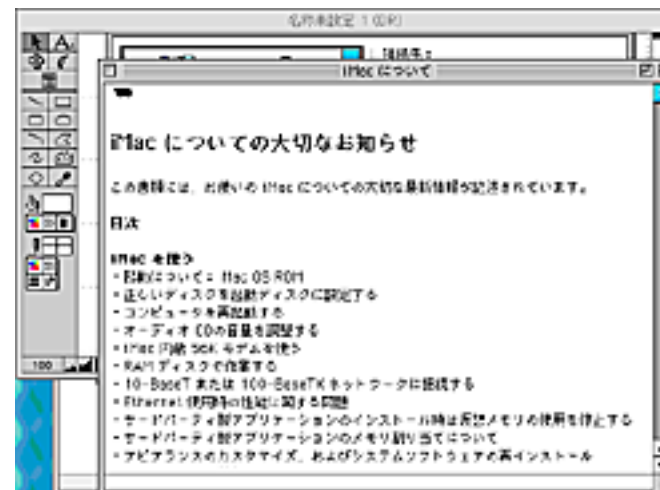 名称未設定 1 (DR)
接続先:
iMac について
iMac についての大切なお知らせ
この書類には、お使いの iMac についての大切な最新情報が記述されています。
目次
iMac を使う
- 起動について: Mac OS ROM
- 正しいディスクを起動ディスクに設定する
- コンピュータを再起動する
- オーディオ CDの音量を調整する
- iMac 内蔵 56K モデムを使う
- RAM ディスクで作業する
- 10-BaseT または 100-BaseTX ネットワークに接続する
- Ethernet 使用時の性能に関する問題
- サードパーティ製アプリケーションのインストール時は仮想メモリの使用を停止する
- サードパーティ製アプリケーションのメモリ割り当てについて
- アピアランスのカスタマイズ、およびシステムソフトウェアの再インストール
100